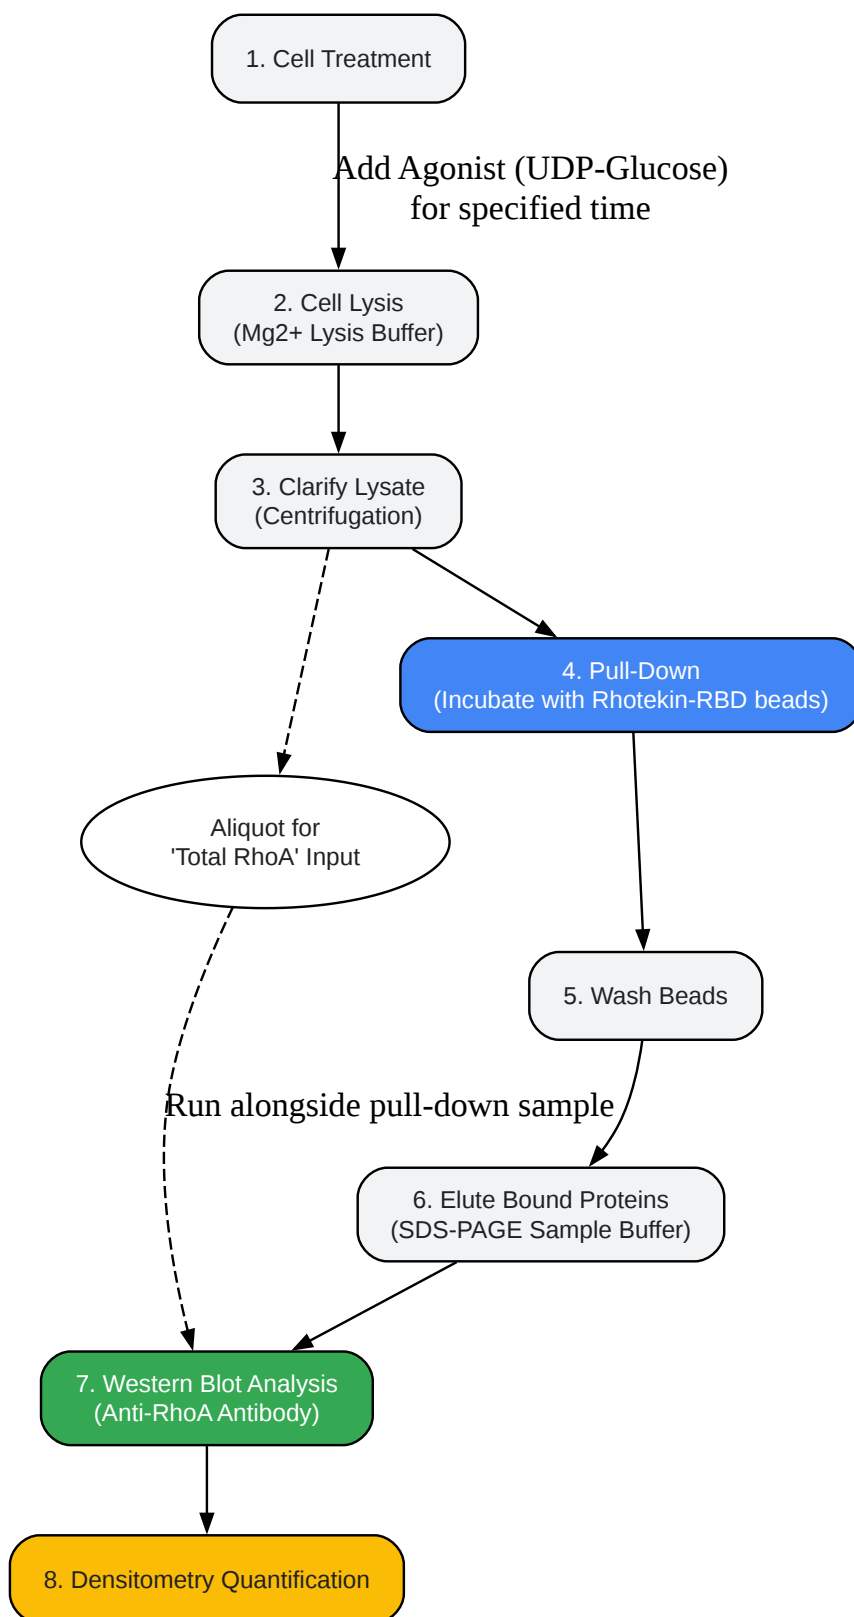 1. Cell Treatment
Add Agonist (UDP-Glucose)
for specified time
2. Cell Lysis
(Mg2+ Lysis Buffer)
3. Clarify Lysate
(Centrifugation)
4. Pull-Down
(Incubate with Rhotekin-RBD beads)
Aliquot for
'Total RhoA' Input
5. Wash Beads
Run alongside pull-down sample
6. Elute Bound Proteins
(SDS-PAGE Sample Buffer)
7. Western Blot Analysis
(Anti-RhoA Antibody)
8. Densitometry Quantification